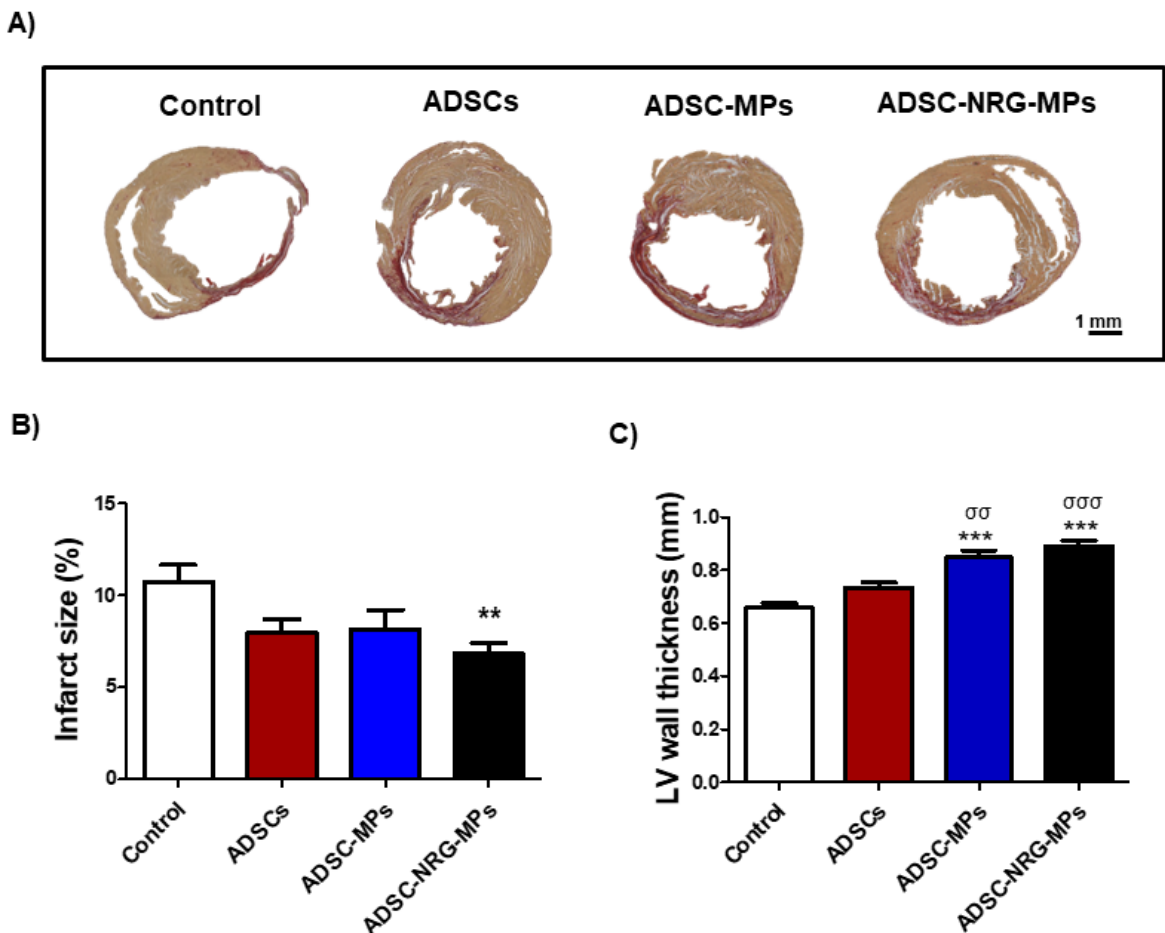 A)
Control ADSCs ADSC-MPs ADSC-NRG-MPs
1 mm
B)
Infarct size (%)
15
10
5
0
**
Control ADSCs ADSC-MPs ADSC-NRG-MPs
C)
LV wall thickness (mm)
1.0
0.8
0.6
0.4
0.2
0.0
σσ σσσ
*** ***
Control ADSCs ADSC-MPs ADSC-NRG-MPs